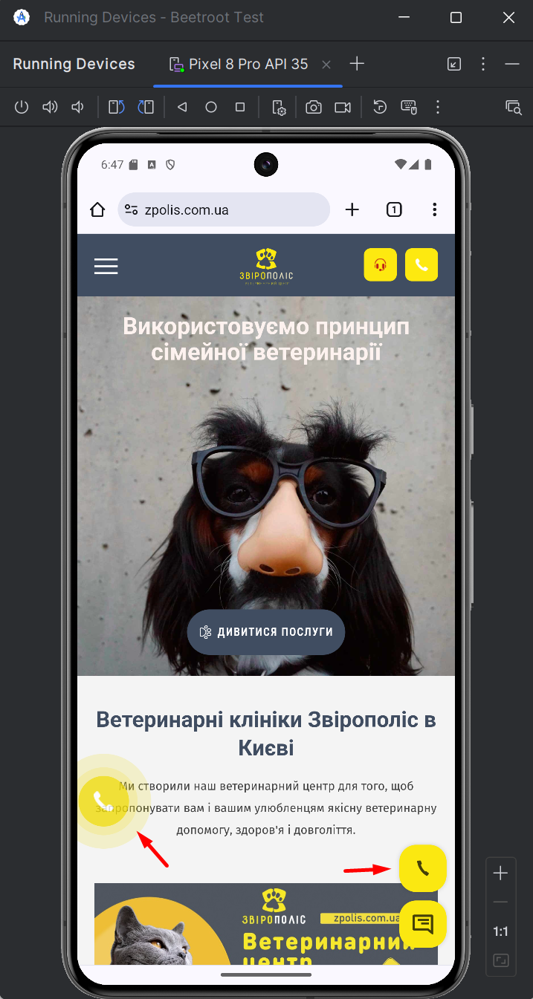 Running Devices - Beetroot Test
Running Devices
Pixel 8 Pro API 35
6:47
zpolis.com.ua
1
ЗВІРОПОЛІС
ВЕТЕРИНАРНИЙ ЦЕНТР
Використовуємо принцип
сімейної ветеринарії
ДИВИТИСЯ ПОСЛУГИ
Ветеринарні клініки Звірополіс в
Києві
Ми створили наш ветеринарний центр для того, щоб
запропонувати вам і вашим улюбленцям якісну ветеринарну
допомогу, здоров'я і довголіття.
ЗВІРОПОЛІС
zpolis.com.ua
Ветеринарний
центр
1:1